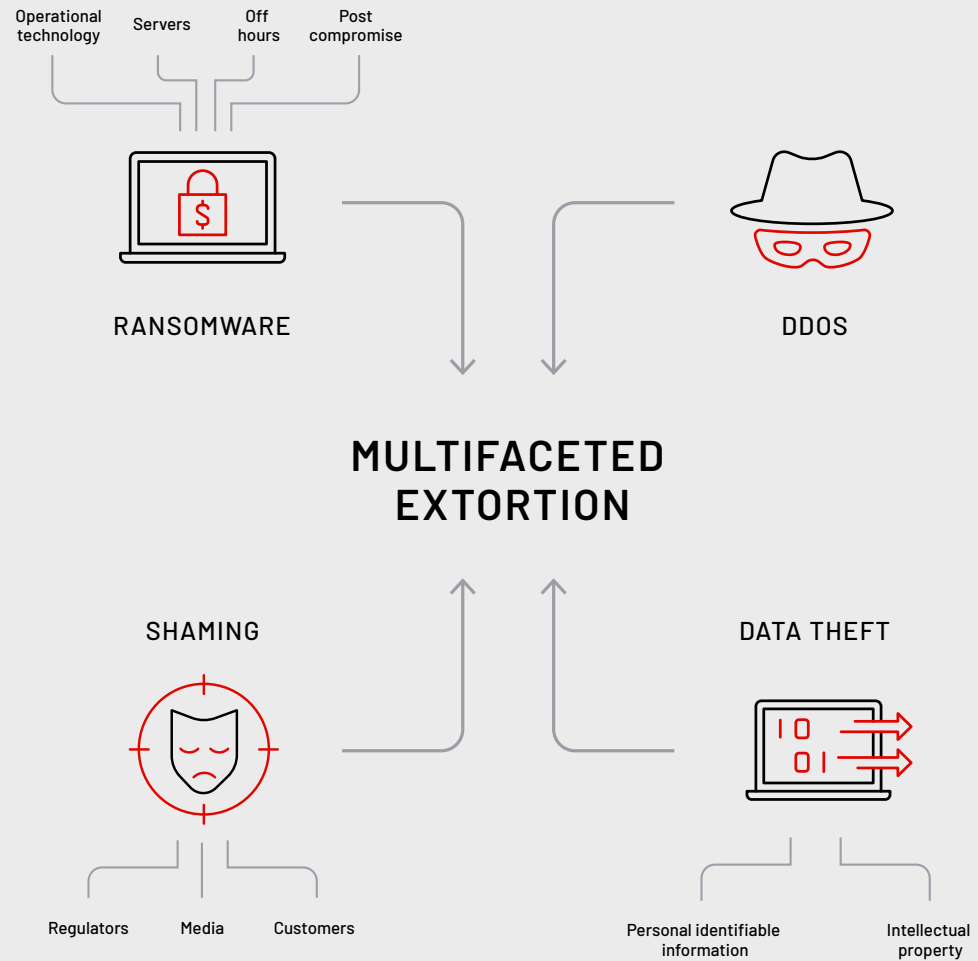 Operational
technology
Servers
Off
hours
Post
compromise
$
RANSOMWARE
DDOS
MULTIFACETED
EXTORTION
SHAMING
DATA THEFT
10
01
Regulators
Media
Customers
Personal identifiable
information
Intellectual
property